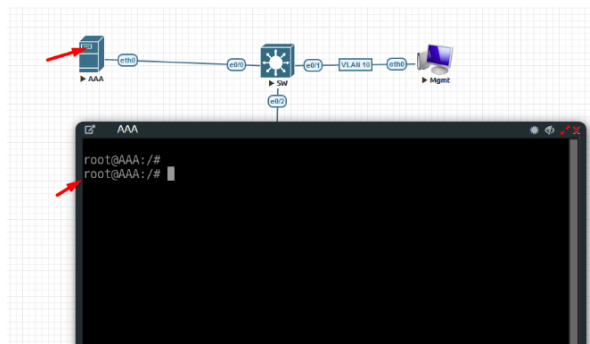 eth0
e0/0
e0/1
VLAN 10
eth0
AAA
SW
Mgmt
e0/2
AAA
root@AAA:/#
root@AAA:/#